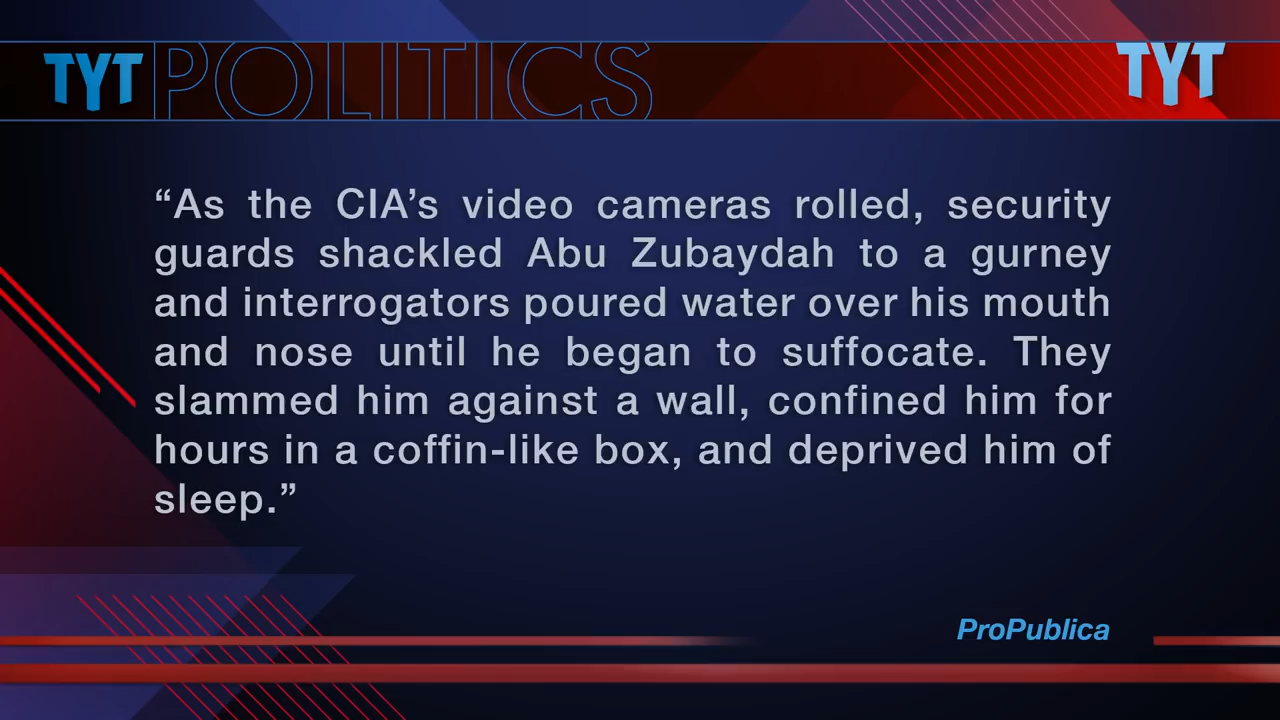 TYT POLITICS TYT
“As the CIA’s video cameras rolled, security
guards shackled Abu Zubaydah to a gurney
and interrogators poured water over his mouth
and nose until he began to suffocate. They
slammed him against a wall, confined him for
hours in a coffin-like box, and deprived him of
sleep.”
ProPublica